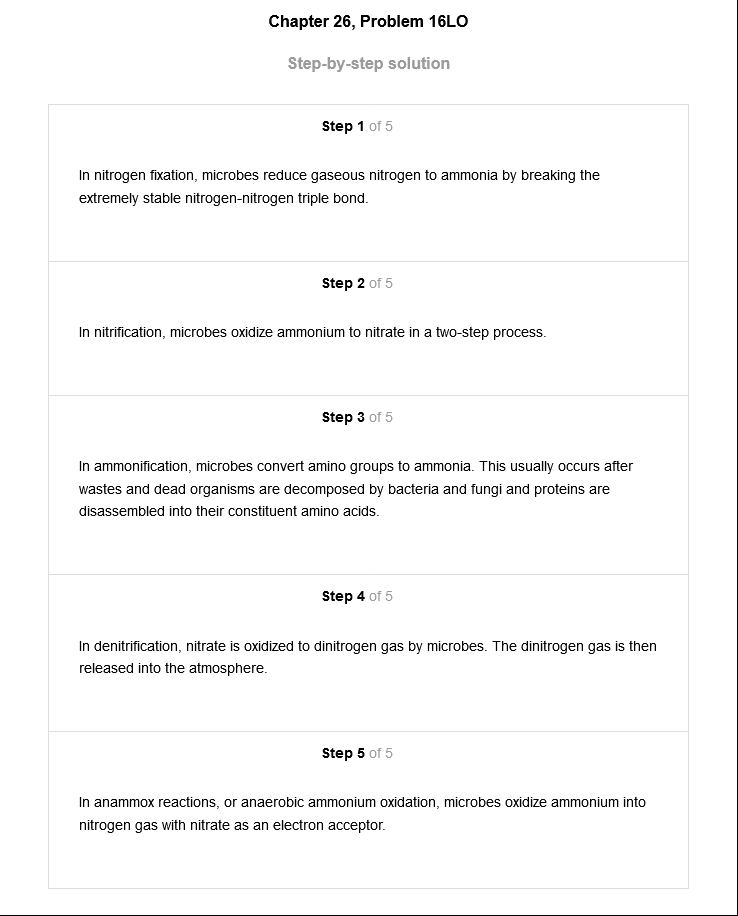 Chapter 26, Problem 16LO
Step-by-step solution
Step 1 of 5
In nitrogen fixation, microbes reduce gaseous nitrogen to ammonia by breaking the
extremely stable nitrogen-nitrogen triple bond.
Step 2 of 5
In nitrification, microbes oxidize ammonium to nitrate in a two-step process.
Step 3 of 5
In ammonification, microbes convert amino groups to ammonia. This usually occurs after
wastes and dead organisms are decomposed by bacteria and fungi and proteins are
disassembled into their constituent amino acids.
Step 4 of 5
In denitrification, nitrate is oxidized to dinitrogen gas by microbes. The dinitrogen gas is then
released into the atmosphere.
Step 5 of 5
In anammox reactions, or anaerobic ammonium oxidation, microbes oxidize ammonium into
nitrogen gas with nitrate as an electron acceptor.